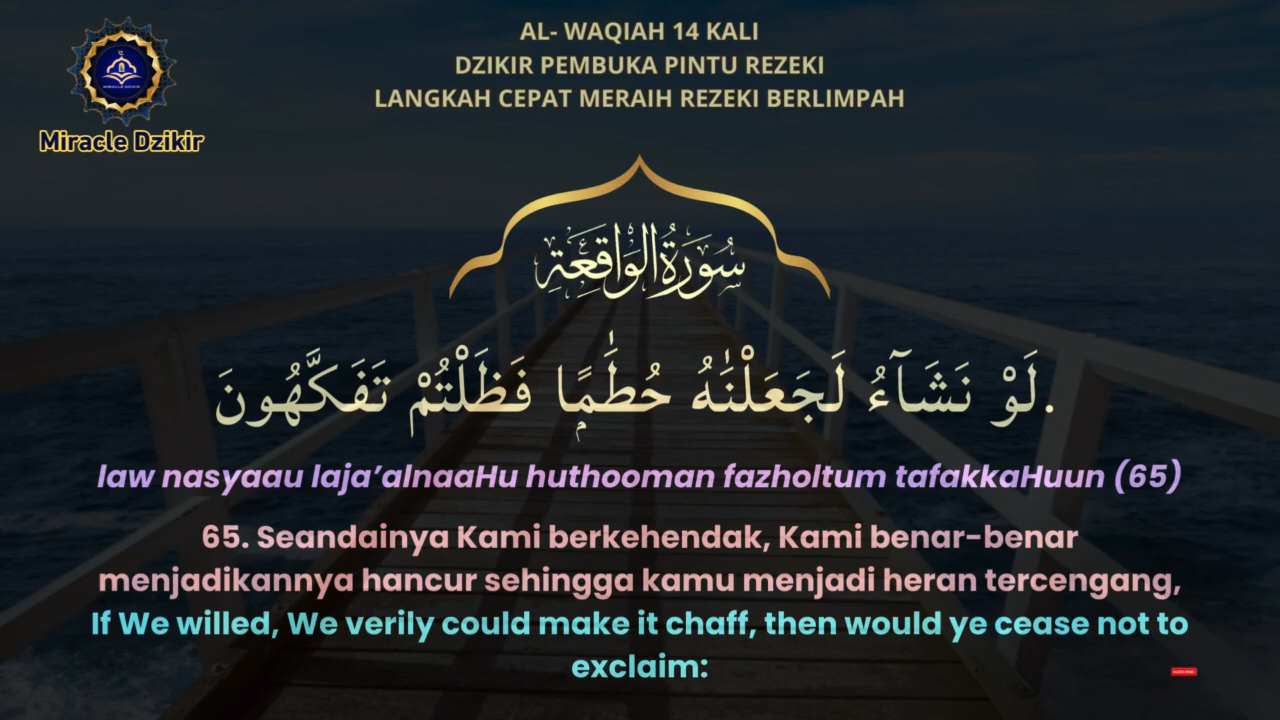 AL- WAQIAH 14 KALI
DZIKIR PEMBUKA PINTU REZEKI
LANGKAH CEPAT MERAIH REZEKI BERLIMPAH
MIRACLE DZIKIR
Miracle Dzikir
سُورَةُ الْوَاقِعَة
لَوْ نَشَآءُ لَجَعَلْنَٰهُ حُطَٰمًۭا فَظَلْتُمْ تَفَكَّهُونَ.
law nasyaau laja’alnaaHu huthooman fazholtum tafakkaHuun (65)
65. Seandainya Kami berkehendak, Kami benar-benar
menjadikannya hancur sehingga kamu menjadi heran tercengang,
If We willed, We verily could make it chaff, then would ye cease not to
exclaim: